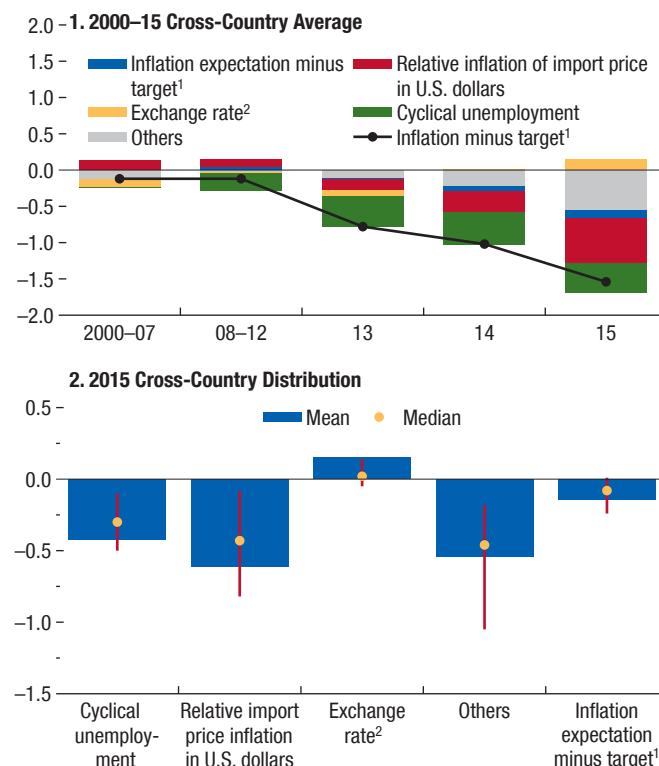 1. 2000–15 Cross-Country Average
2.0
1.5
1.0
0.5
0.0
–0.5
–1.0
–1.5
–2.0
Inflation expectation minus
target¹
Exchange rate²
Others
Relative inflation of import price
in U.S. dollars
Cyclical unemployment
Inflation minus target¹
2000–07 08–12 13 14 15
2. 2015 Cross-Country Distribution
0.5
0.0
–0.5
–1.0
–1.5
Mean Median
Cyclical
unemploy-
ment
Relative import
price inflation
in U.S. dollars
Exchange
rate²
Others
Inflation
expectation
minus target¹